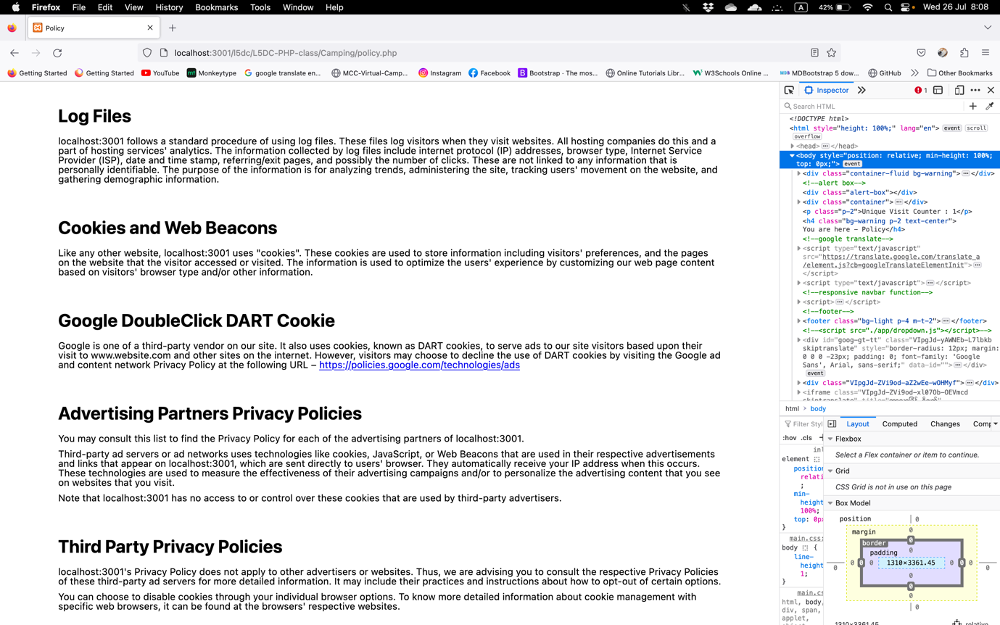 Firefox File Edit View History Bookmarks Tools Window Help A 42% Wed 26 Jul 8:08
Policy
localhost:3001/l5dc/L5DC-PHP-class/Camping/policy.php
Getting Started Getting Started YouTube mt Monkeytype google translate en... MCC-Virtual-Camp... Instagram Facebook B Bootstrap · The mos... Online Tutorials Libr... W3Schools Online ... MDB MDBootstrap 5 dow... GitHub Other Bookmarks
Log Files
localhost:3001 follows a standard procedure of using log files. These files log visitors when they visit websites. All hosting companies do this and a
part of hosting services' analytics. The information collected by log files include internet protocol (IP) addresses, browser type, Internet Service
Provider (ISP), date and time stamp, referring/exit pages, and possibly the number of clicks. These are not linked to any information that is
personally identifiable. The purpose of the information is for analyzing trends, administering the site, tracking users' movement on the website, and
gathering demographic information.
Cookies and Web Beacons
Like any other website, localhost:3001 uses "cookies". These cookies are used to store information including visitors' preferences, and the pages
on the website that the visitor accessed or visited. The information is used to optimize the users' experience by customizing our web page content
based on visitors' browser type and/or other information.
Google DoubleClick DART Cookie
Google is one of a third-party vendor on our site. It also uses cookies, known as DART cookies, to serve ads to our site visitors based upon their
visit to www.website.com and other sites on the internet. However, visitors may choose to decline the use of DART cookies by visiting the Google ad
and content network Privacy Policy at the following URL – https://policies.google.com/technologies/ads
Advertising Partners Privacy Policies
You may consult this list to find the Privacy Policy for each of the advertising partners of localhost:3001.
Third-party ad servers or ad networks uses technologies like cookies, JavaScript, or Web Beacons that are used in their respective advertisements
and links that appear on localhost:3001, which are sent directly to users' browser. They automatically receive your IP address when this occurs.
These technologies are used to measure the effectiveness of their advertising campaigns and/or to personalize the advertising content that you see
on websites that you visit.
Note that localhost:3001 has no access to or control over these cookies that are used by third-party advertisers.
Third Party Privacy Policies
localhost:3001's Privacy Policy does not apply to other advertisers or websites. Thus, we are advising you to consult the respective Privacy Policies
of these third-party ad servers for more detailed information. It may include their practices and instructions about how to opt-out of certain options.
You can choose to disable cookies through your individual browser options. To know more detailed information about cookie management with
specific web browsers, it can be found at the browsers' respective websites.
Inspector 1
Search HTML
<!DOCTYPE html>
<html style="height: 100%;" lang="en"> event scroll
overflow
<head> </head>
<body style="position: relative; min-height: 100%;
top: 0px;"> event
<div class="container-fluid bg-warning"> </div>
<!--alert box-->
<div class="alert-box"></div>
<div class="container"> </div>
<p class="p-2">Unique Visit Counter : 1</p>
<h4 class="bg-warning p-2 text-center">
You are here - Policy</h4>
<!--google translate-->
<script type="text/javascript"
src="https://translate.google.com/translate_a
/element.js?cb=googleTranslateElementInit">
</script>
<script type="text/javascript"> </script>
<!--responsive navbar function-->
<script> </script>
<!--footer-->
<footer class="bg-light p-4 m-t-2"> </footer>
<!--<script src="./app/dropdown.js"></script>-->
<div id="goog-gt-tt" class="VIpgJd-yAWNEb-L7lbkb
skiptranslate" style="border-radius: 12px; margin:
0 0 0 -23px; padding: 0; font-family: 'Google
Sans', Arial, sans-serif;" data-id=""> </div>
event
<div class="VIpgJd-ZVi9od-aZ2wEe-wOHMyf"> </div>
<iframe class="VIpgJd-ZVi9od-xl07Ob-OEVmcd
html body
Filter Styl
:hov .cls
element
positio
relati
;
min-
height
100%;
top: 0px
}
main.css:
body {
line-
height
1;
}
main.cs
html, body,
div, span,
applet,
Layout Computed Changes Comp
Flexbox
Select a Flex container or item to continue.
Grid
CSS Grid is not in use on this page
Box Model
position 0
margin 0
border 0
padding 0
0 0 0 0 1310×3361.45 0 0 0 0
0
0
0
0
1310×3361.45 relative